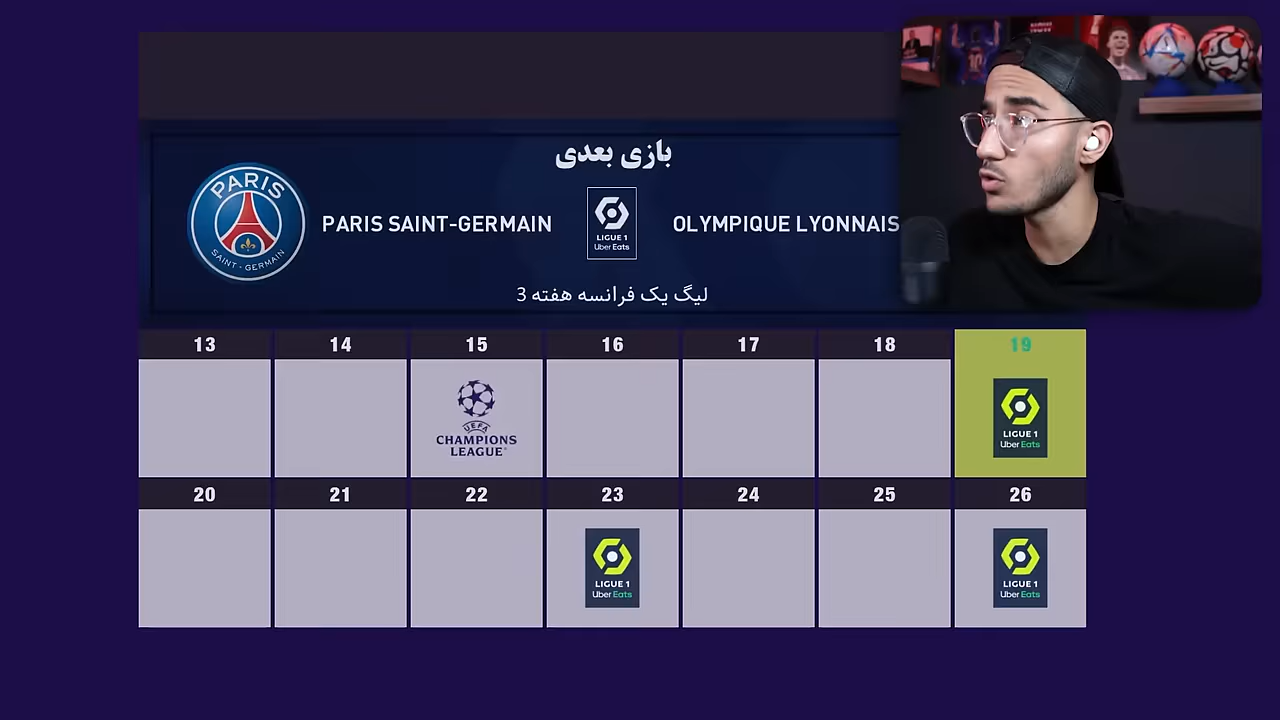 بازی بعدی
PARIS
SAINT-GERMAIN
PARIS SAINT-GERMAIN
LIGUE 1
Uber Eats
OLYMPIQUE LYONNAIS
لیگ یک فرانسه هفته 3
13 14 15 16 17 18 19
UEFA
CHAMPIONS
LEAGUE
LIGUE 1
Uber Eats
20 21 22 23 24 25 26
LIGUE 1
Uber Eats
LIGUE 1
Uber Eats